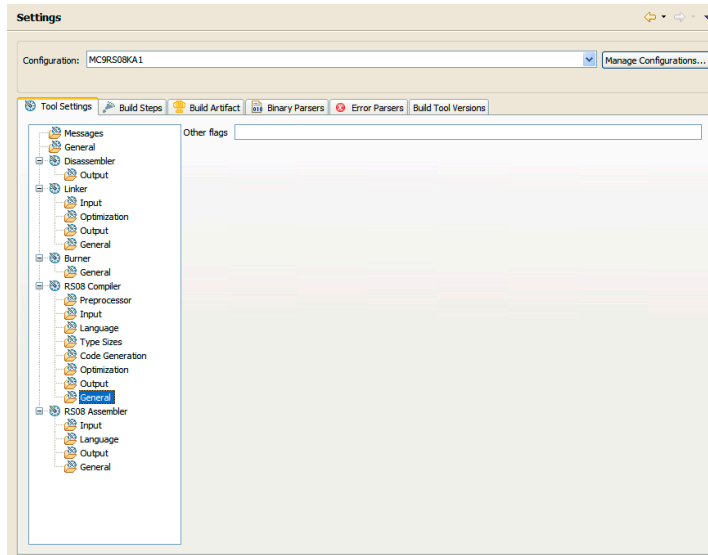 Settings
Configuration: MC9RS08KA1 Manage Configurations...
Tool Settings Build Steps Build Artifact Binary Parsers Error Parsers Build Tool Versions
Messages Other flags
General
Disassembler
Output
Linker
Input
Optimization
Output
General
Burner
General
RS08 Compiler
Preprocessor
Input
Language
Type Sizes
Code Generation
Optimization
Output
General
RS08 Assembler
Input
Language
Output
General